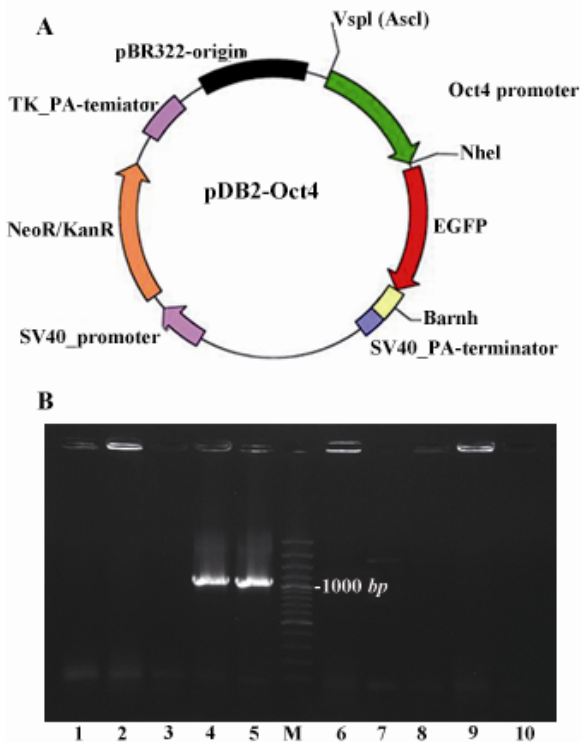 A
VspI (AscI)
pBR322-origin
Oct4 promoter
TK_PA-temiator
NheI
pDB2-Oct4
NeoR/KanR
EGFP
Barnh
SV40_promoter
SV40_PA-terminator
B
-1000 bp
1 2 3 4 5 M 6 7 8 9 10